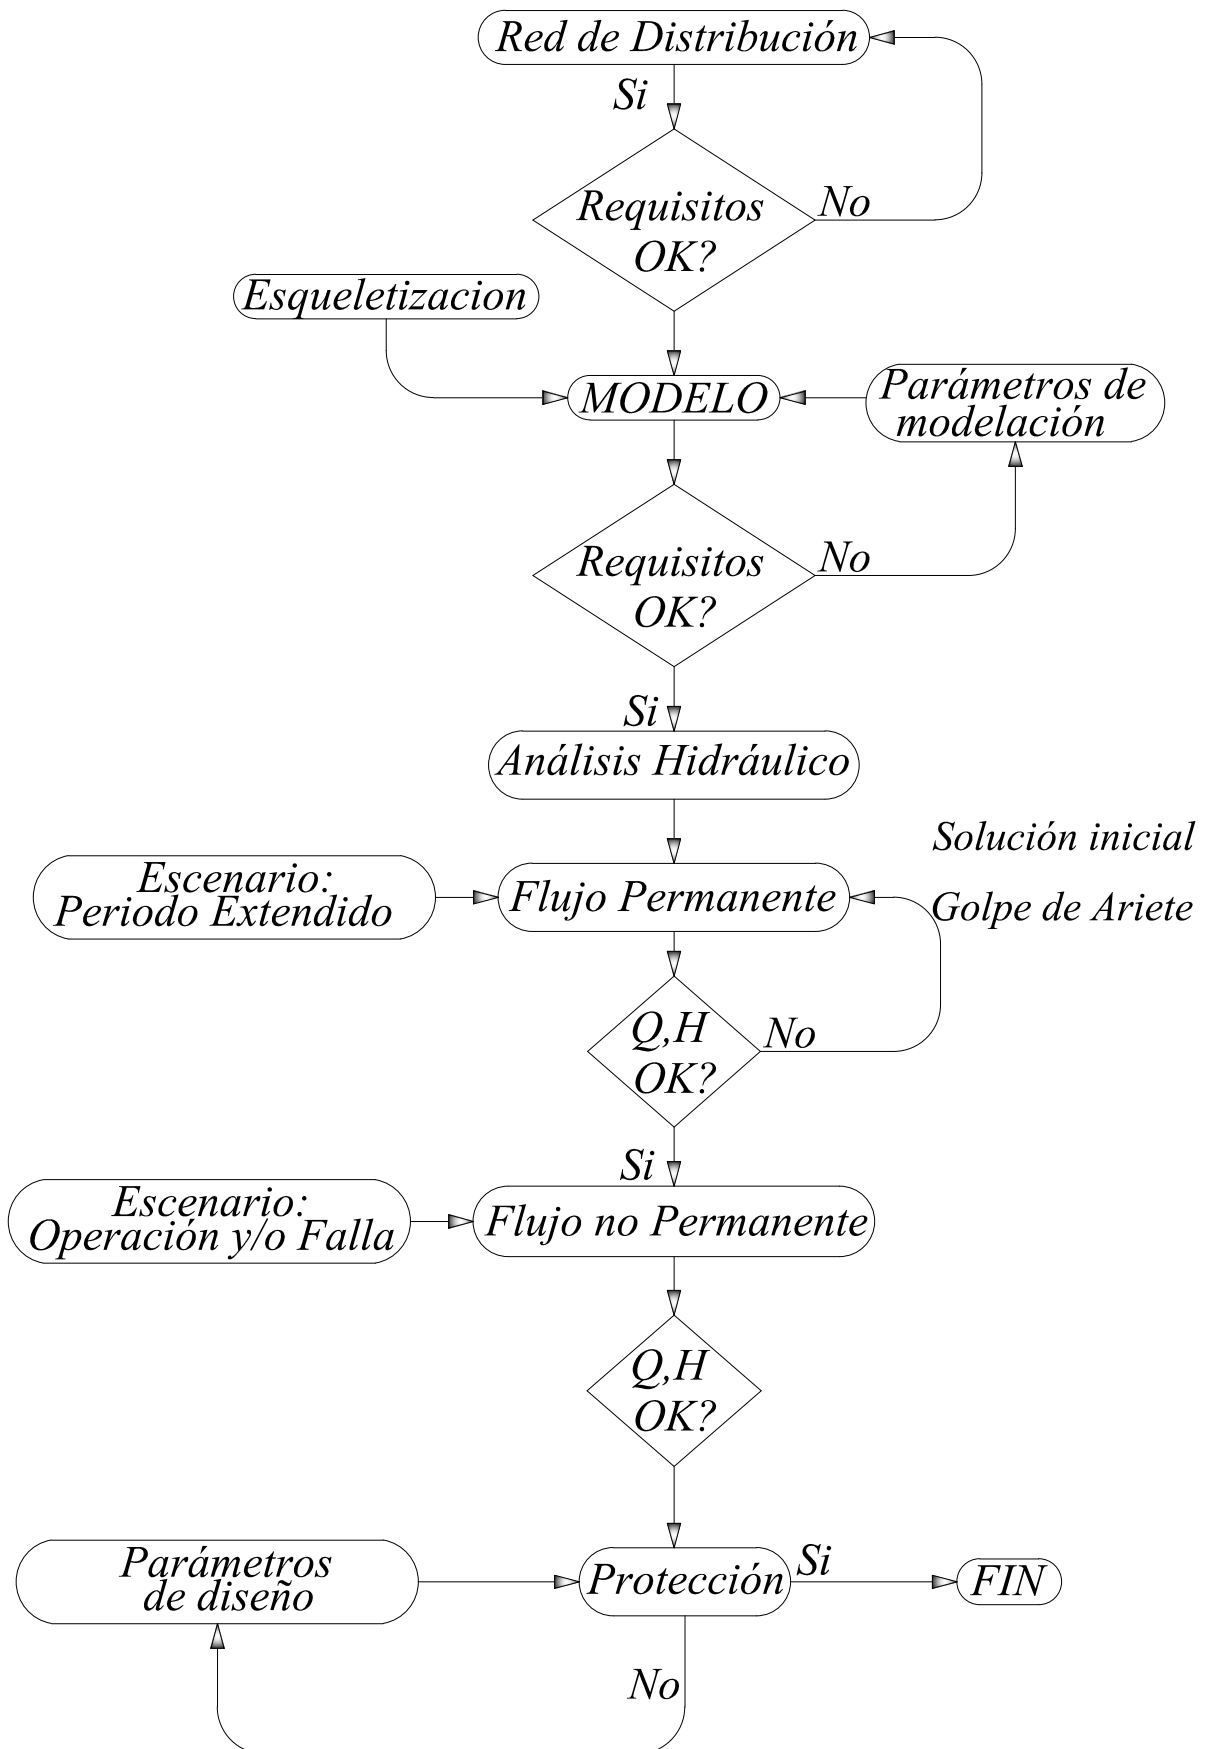 Red de Distribución
Si
Requisitos
OK?
No
Esqueletizacion
MODELO
Parámetros de
modelación
Requisitos
OK?
No
Si
Análisis Hidráulico
Solución inicial
Golpe de Ariete
Escenario:
Periodo Extendido
Flujo Permanente
Q,H
OK?
No
Si
Escenario:
Operación y/o Falla
Flujo no Permanente
Q,H
OK?
Parámetros
de diseño
Protección
Si
FIN
No